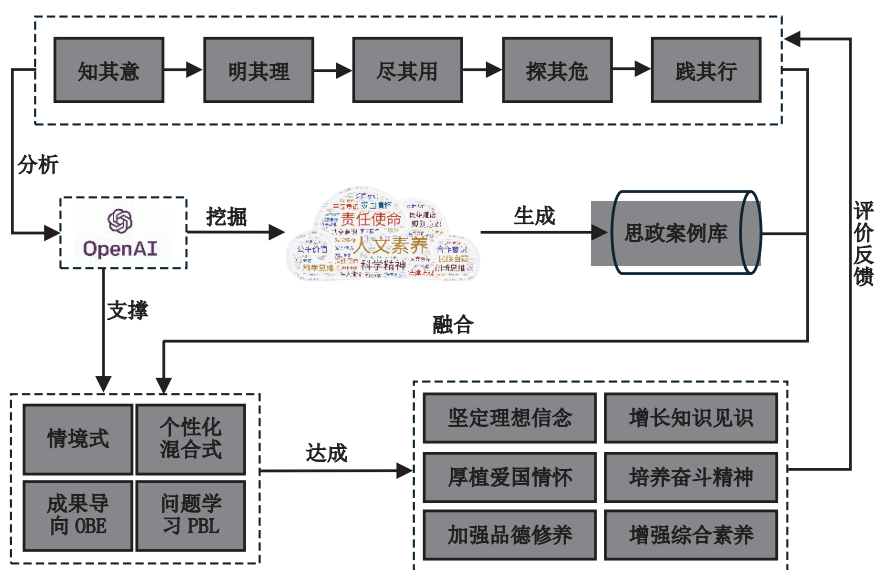 知其意
明其理
尽其用
探其危
践其行
分析
OpenAI
挖掘
责任使命
人文素养
公平价值
科学精神
生成
思政案例库
评价反馈
支撑
融合
情境式
个性化
混合式
成果导
向 OBE
问题学
习 PBL
达成
坚定理想信念
增长知识见识
厚植爱国情怀
培养奋斗精神
加强品德修养
增强综合素养